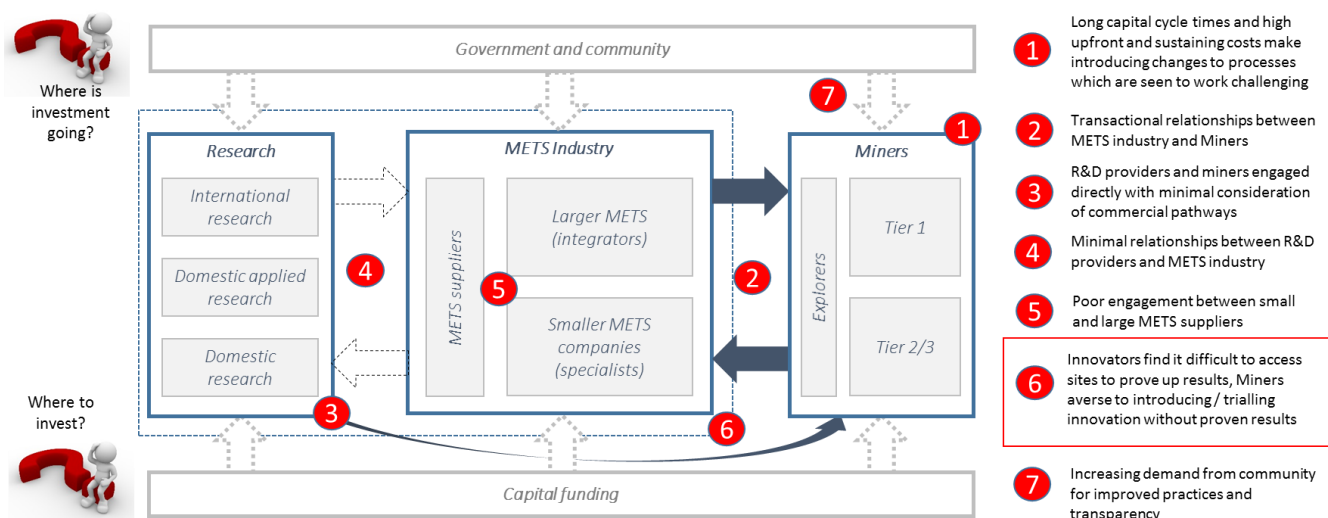 Where is
investment
going?
Where to
invest?
Government and community
Research
International
research
Domestic applied
research
Domestic
research
METS Industry
METS suppliers
Larger METS
(integrators)
Smaller METS
companies
(specialists)
Miners
Explorers
Tier 1
Tier 2/3
Capital funding
7
1
4
5
2
3
6
1
Long capital cycle times and high
upfront and sustaining costs make
introducing changes to processes
which are seen to work challenging
2
Transactional relationships between
METS industry and Miners
3
R&D providers and miners engaged
directly with minimal consideration
of commercial pathways
4
Minimal relationships between R&D
providers and METS industry
5
Poor engagement between small
and large METS suppliers
6
Innovators find it difficult to access
sites to prove up results, Miners
averse to introducing / trialling
innovation without proven results
7
Increasing demand from community
for improved practices and
transparency